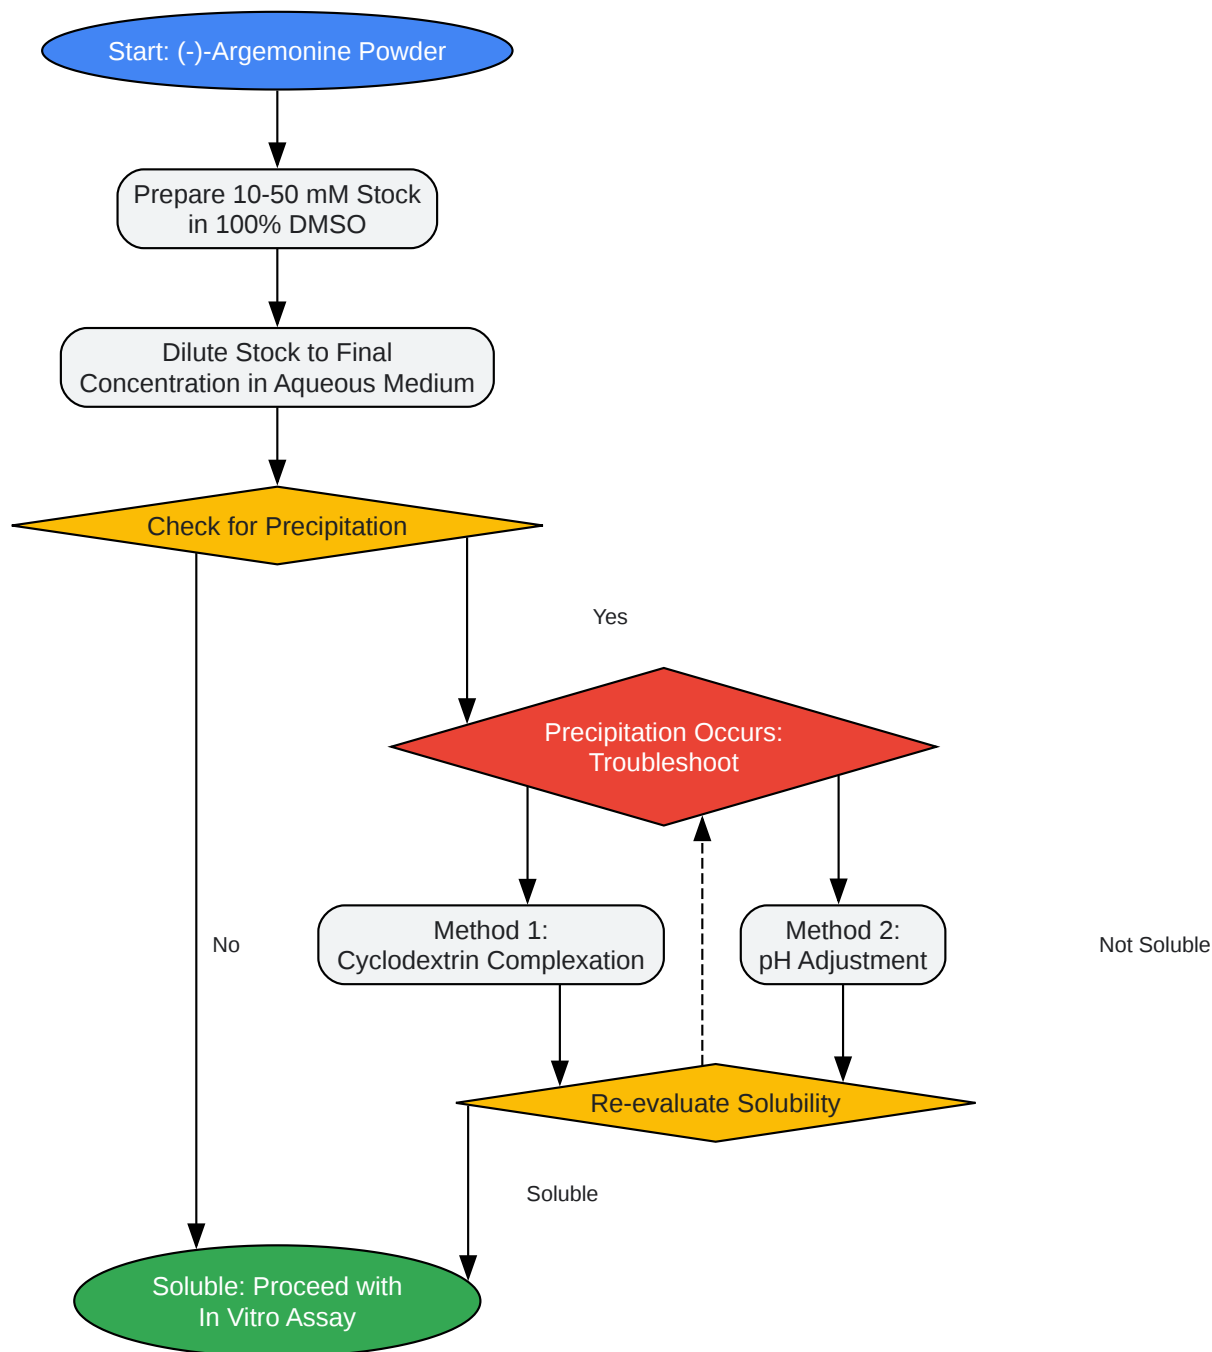 Start: (-)-Argemonine Powder
Prepare 10-50 mM Stock
in 100% DMSO
Dilute Stock to Final
Concentration in Aqueous Medium
Check for Precipitation
Yes
Precipitation Occurs:
Troubleshoot
No
Method 1:
Cyclodextrin Complexation
Method 2:
pH Adjustment
Not Soluble
Re-evaluate Solubility
Soluble
Soluble: Proceed with
In Vitro Assay